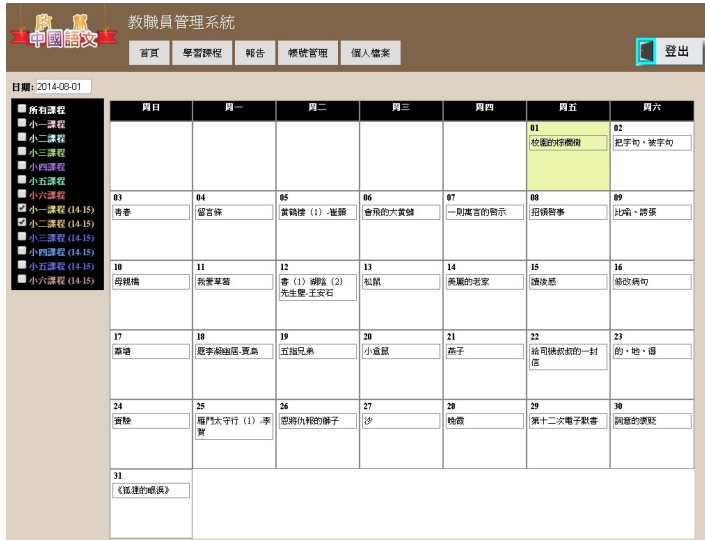 啟 慧
中國語文
教職員管理系統
首頁
學習課程
報告
帳號管理
個人檔案
登出
日期: 2014-08-01
所有課程
小一課程
小二課程
小三課程
小四課程
小五課程
小六課程
小一課程 (14-15)
小二課程 (14-15)
小三課程 (14-15)
小四課程 (14-15)
小五課程 (14-15)
小六課程 (14-15)
周日
周一
周二
周三
周四
周五
周六
01
校園的棕櫚樹
02
把字句、被字句
03
青春
04
留言條
05
黃鶴樓（1）-崔顥
06
會飛的大黃蜂
07
一則寓言的啓示
08
招領啓事
09
比喻、誇張
10
母親橋
11
我愛草莓
12
書（1）湖陰（2）
先生壁-王安石
13
松鼠
14
美麗的老家
15
讀後感
16
修改病句
17
18
題李凝幽居-賈島
19
五指兄弟
20
小倉鼠
21
燕子
22
給司機叔叔的一封
信
23
的、地、得
24
實驗
25
雁門太守行（1）-李
賀
26
恩將仇報的獅子
27
沙
28
晚霞
29
第十二次電子默書
30
詞意的褒貶
31
《狐狸的眼淚》